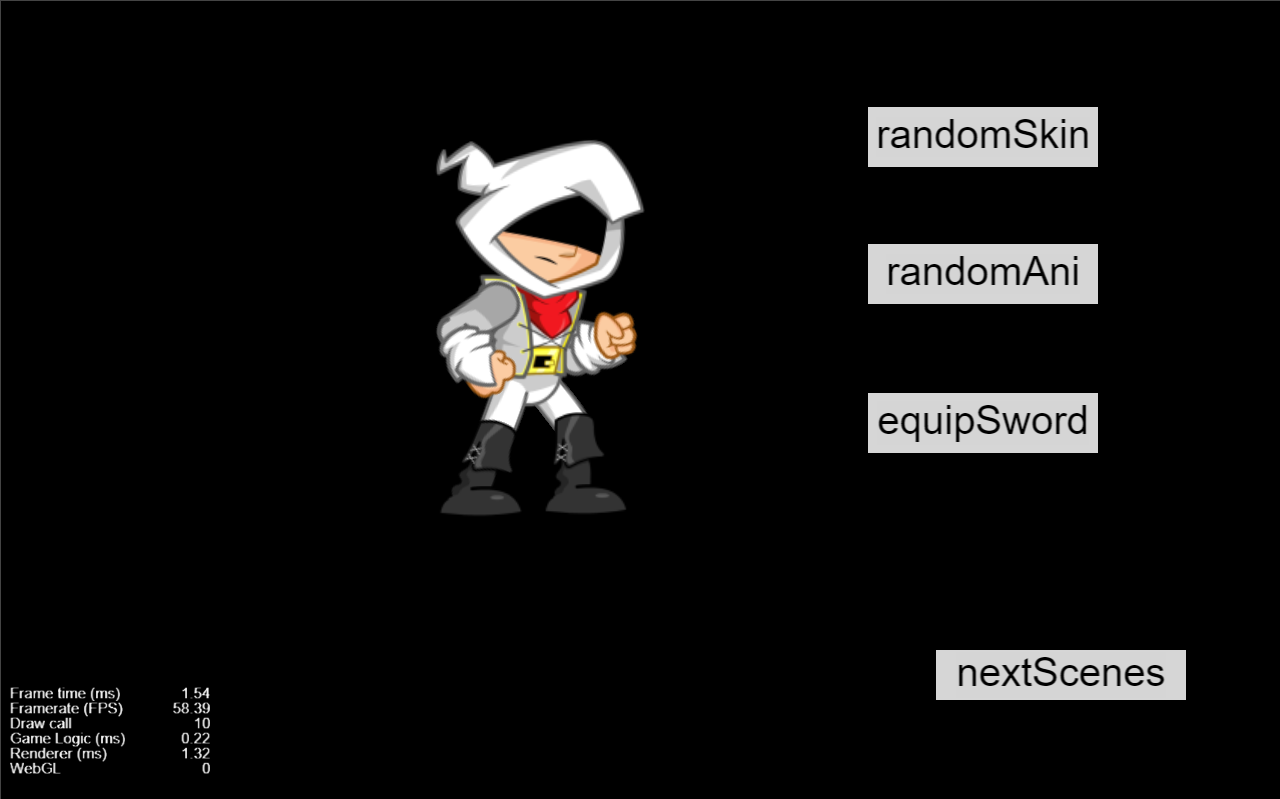 randomSkin
randomAni
equipSword
nextScenes
Frame time (ms) 1.54
Framerate (FPS) 58.39
Draw call 10
Game Logic (ms) 0.22
Renderer (ms) 1.32
WebGL 0